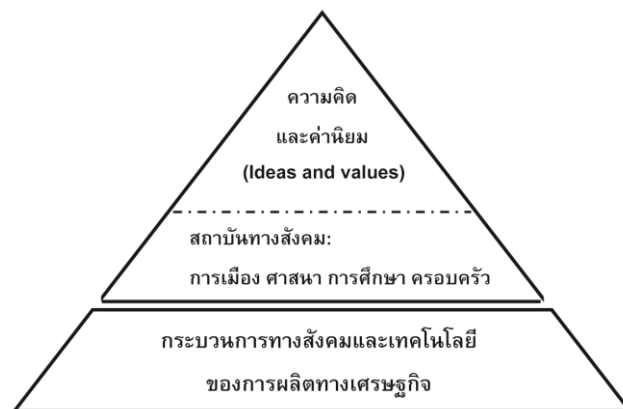 ความคิด
และค่านิยม
(Ideas and values)
สถาบันทางสังคม:
การเมือง ศาสนา การศึกษา ครอบครัว
กระบวนการทางสังคมและเทคโนโลยี
ของการผลิตทางเศรษฐกิจ